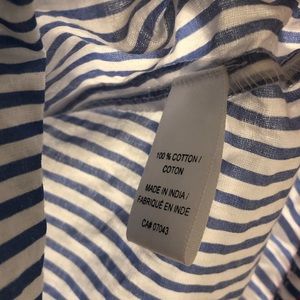 100 % COTTON /
COTON
MADE IN INDIA /
FABRIQUÉ EN INDE
CA# 07043